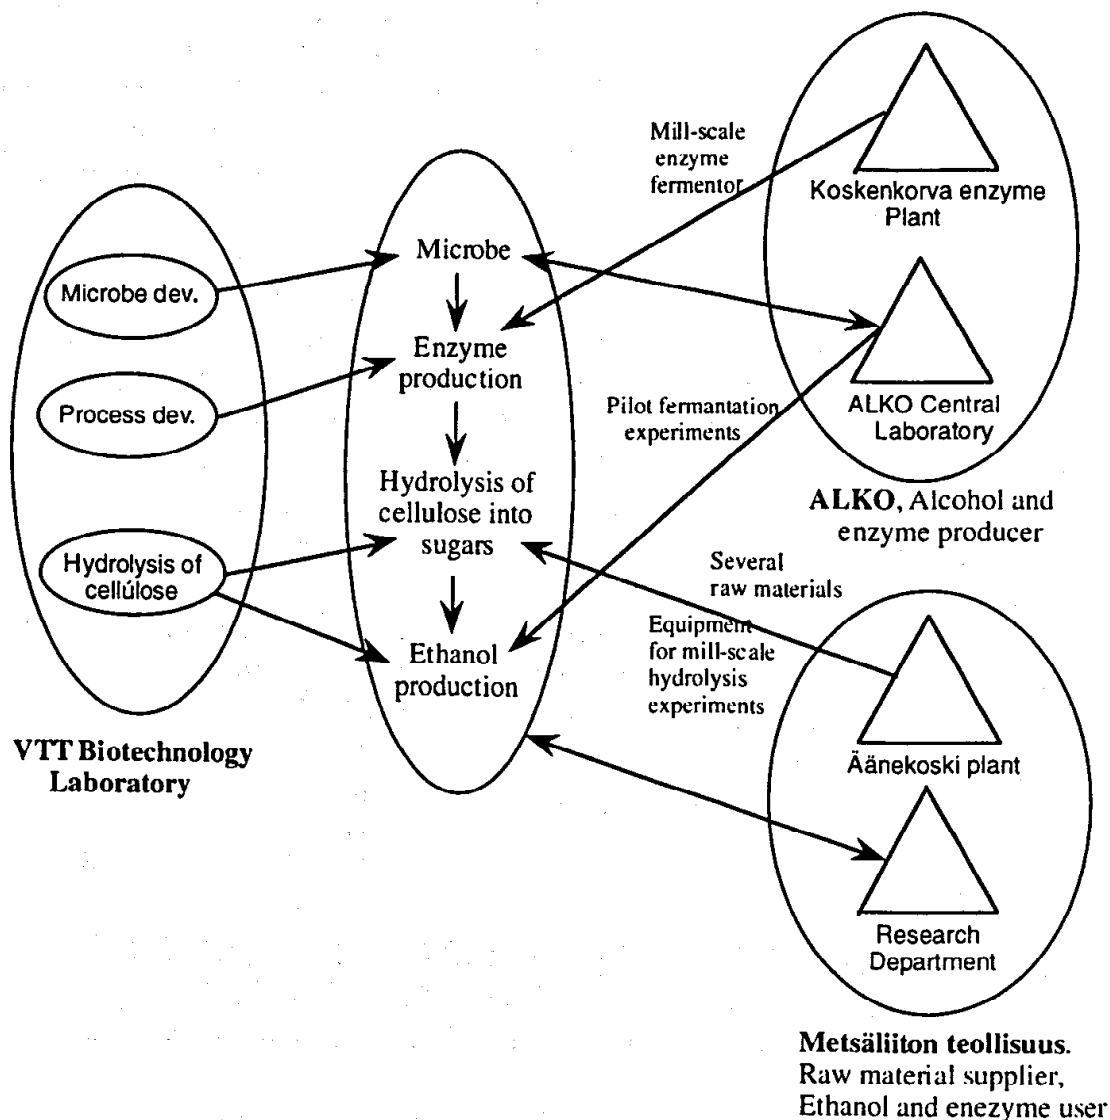 Microbe dev.
Process dev.
Hydrolysis of
cellúlose
VTT Biotechnology
Laboratory
Microbe
Enzyme
production
Hydrolysis of
cellulose into
sugars
Ethanol
production
Mill-scale
enzyme
fermentor
Pilot fermantation
experiments
Several
raw materials
Equipment
for mill-scale
hydrolysis
experiments
Koskenkorva enzyme
Plant
ALKO Central
Laboratory
ALKO, Alcohol and
enzyme producer
Äänekoski plant
Research
Department
Metsäliiton teollisuus.
Raw material supplier,
Ethanol and enezyme user